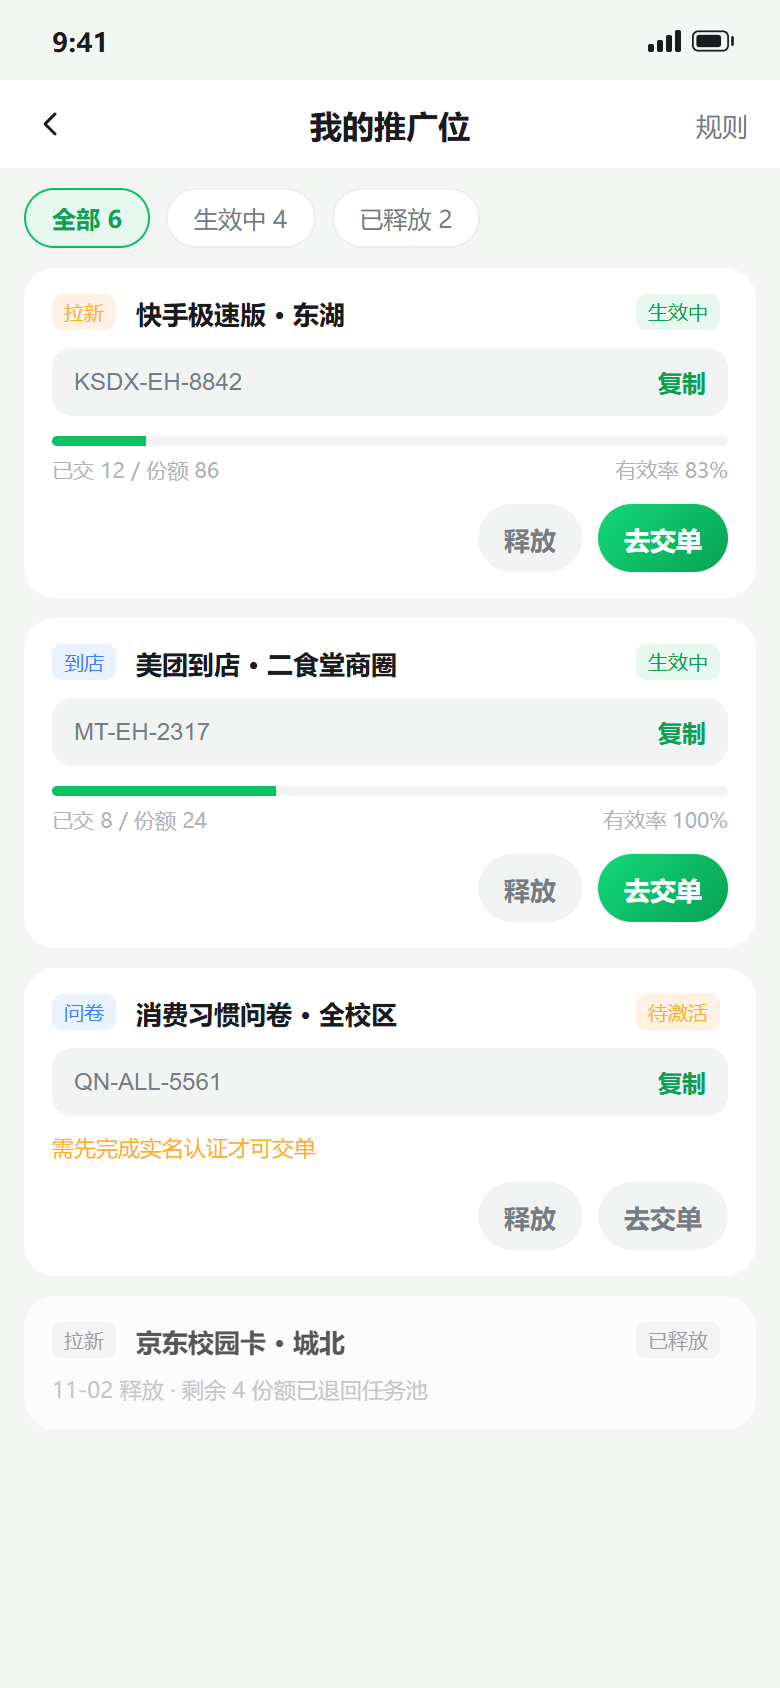 9:41
我的推广位 规则
全部 6 生效中 4 已释放 2
拉新 快手极速版 • 东湖 生效中
KSDX-EH-8842 复制
已交 12 / 份额 86 有效率 83%
释放 去交单
到店 美团到店 • 二食堂商圈 生效中
MT-EH-2317 复制
已交 8 / 份额 24 有效率 100%
释放 去交单
问卷 消费习惯问卷 • 全校区 待激活
QN-ALL-5561 复制
需先完成实名认证才可交单
释放 去交单
拉新 京东校园卡 • 城北 已释放
11-02 释放 · 剩余 4 份额已退回任务池